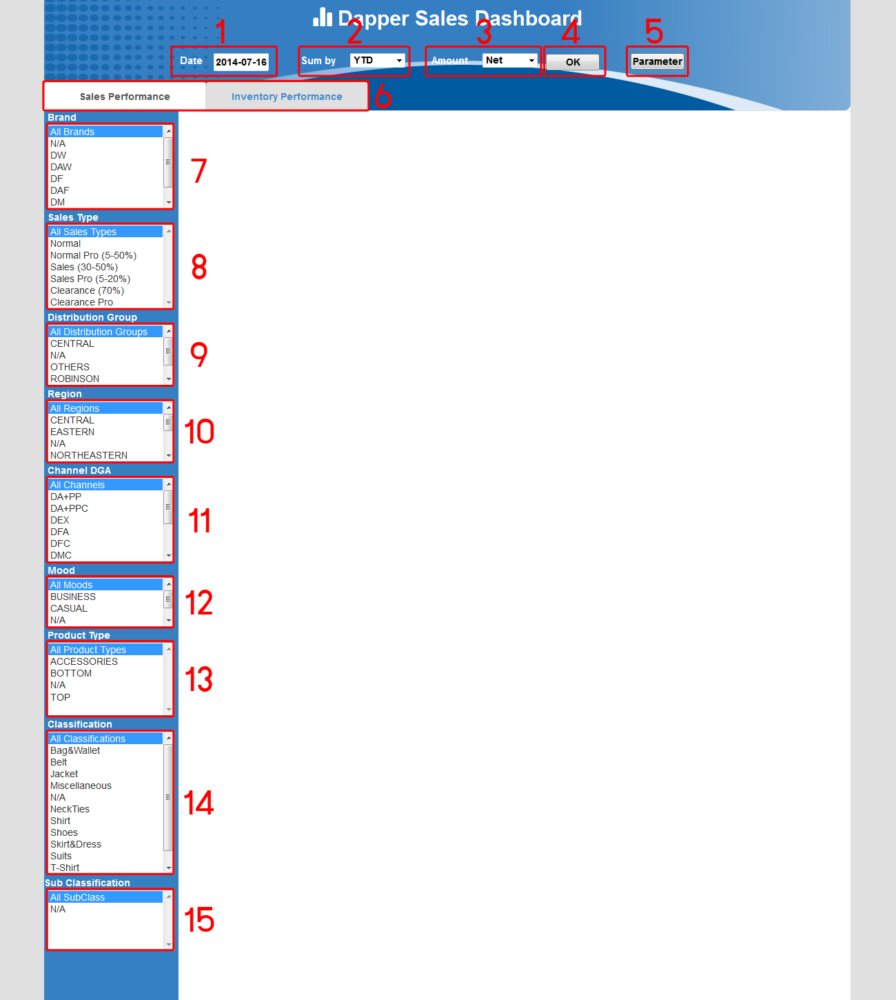 Dapper Sales Dashboard
1 2 3 4 5
Date 2014-07-16 Sum by YTD Amount Net OK Parameter
Sales Performance Inventory Performance 6
Brand
All Brands
N/A
DW
DAW
DF
DAF
DM
7
Sales Type
All Sales Types
Normal
Normal Pro (5-50%)
Sales (30-50%)
Sales Pro (5-20%)
Clearance (70%)
Clearance Pro
8
Distribution Group
All Distribution Groups
CENTRAL
N/A
OTHERS
ROBINSON
9
Region
All Regions
CENTRAL
EASTERN
N/A
NORTHEASTERN
10
Channel DGA
All Channels
DA+PP
DA+PPC
DEX
DFA
DFC
DMC
11
Mood
All Moods
BUSINESS
CASUAL
N/A
12
Product Type
All Product Types
ACCESSORIES
BOTTOM
N/A
TOP
13
Classification
All Classifications
Bag&Wallet
Belt
Jacket
Miscellaneous
N/A
NeckTies
Shirt
Shoes
Skirt&Dress
Suits
T-Shirt
14
Sub Classification
All SubClass
N/A
15